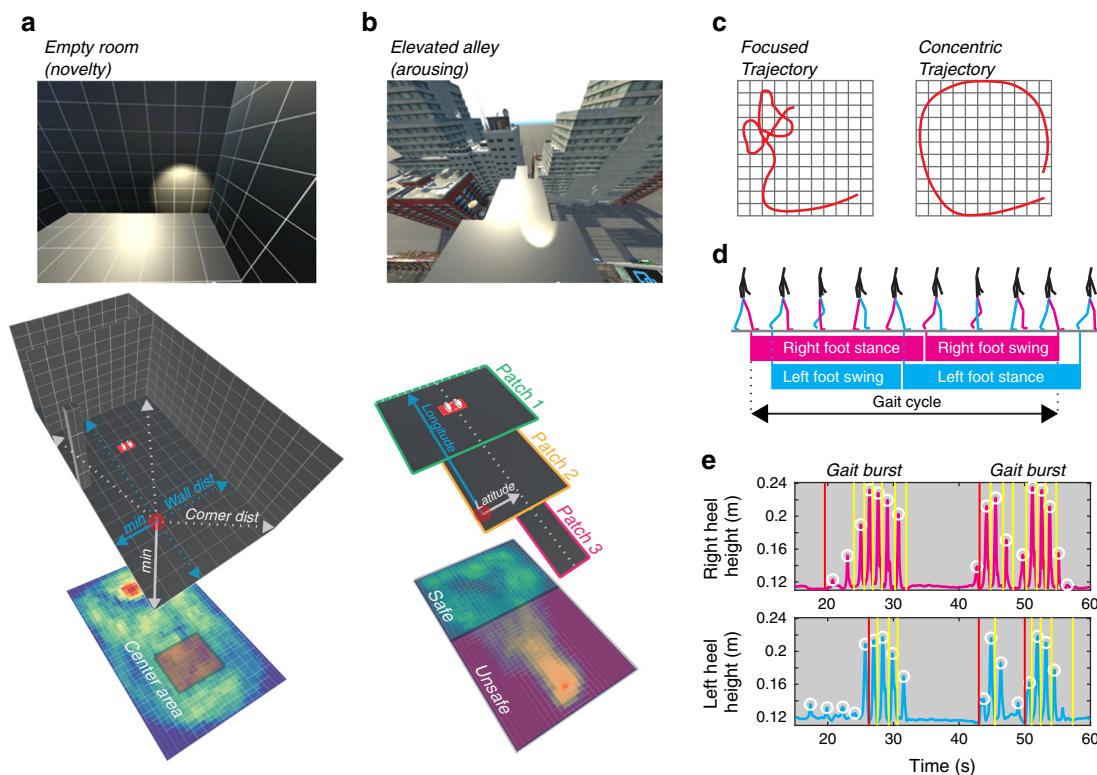 a
Empty room
(novelty)
b
Elevated alley
(arousing)
c
Focused
Trajectory
Concentric
Trajectory
d
Right foot stance
Right foot swing
Left foot swing
Left foot stance
Gait cycle
Wall dist
min
Corner dist
min
Center area
Patch 1
Longitude
Patch 2
Latitude
Patch 3
Safe
Unsafe
e
Gait burst
Gait burst
Right heel
height (m)
0.24
0.2
0.16
0.12
20 30 40 50 60
Left heel
height (m)
0.24
0.2
0.16
0.12
20 30 40 50 60
Time (s)